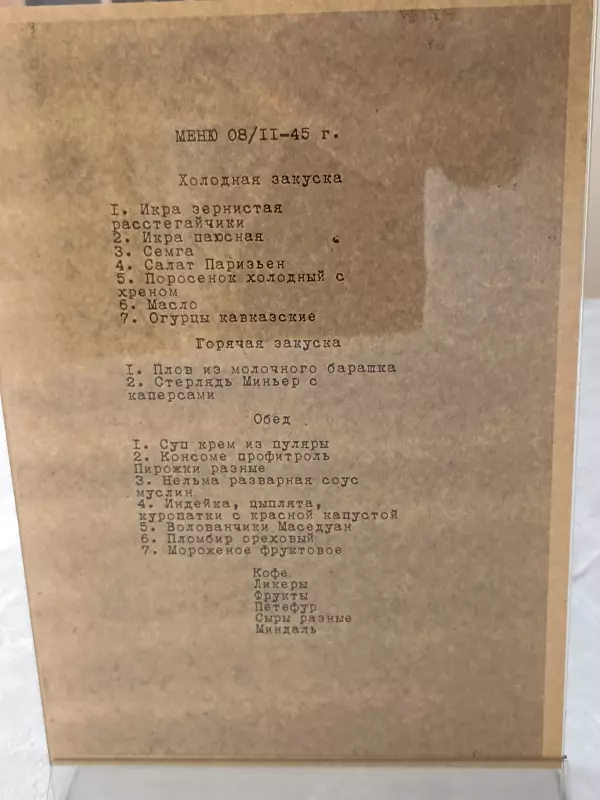 МЕНЮ 08/II-45 г.
Холодная закуска
I. Икра зернистая
расстегайчики
2. Икра паюсная
3. Семга
4. Салат Паризьен
5. Поросенок холодный с
хреном
6. Масло
7. Огурцы кавказские
Горячая закуска
I. Плов из молочного барашка
2. Стерлядь Миньер с
каперсами
Обед
I. Суп крем из пуляры
2. Консоме профитроль
Пирожки разные
3. Нельма разварная соус
муслин
4. Индейка, цыплята,
куропатки с красной капустой
5. Волованчики Маседуан
6. Пломбир ореховый
7. Мороженое фруктовое
Кофе
Ликеры
Фрукты
Петефур
Сыры разные
Миндаль